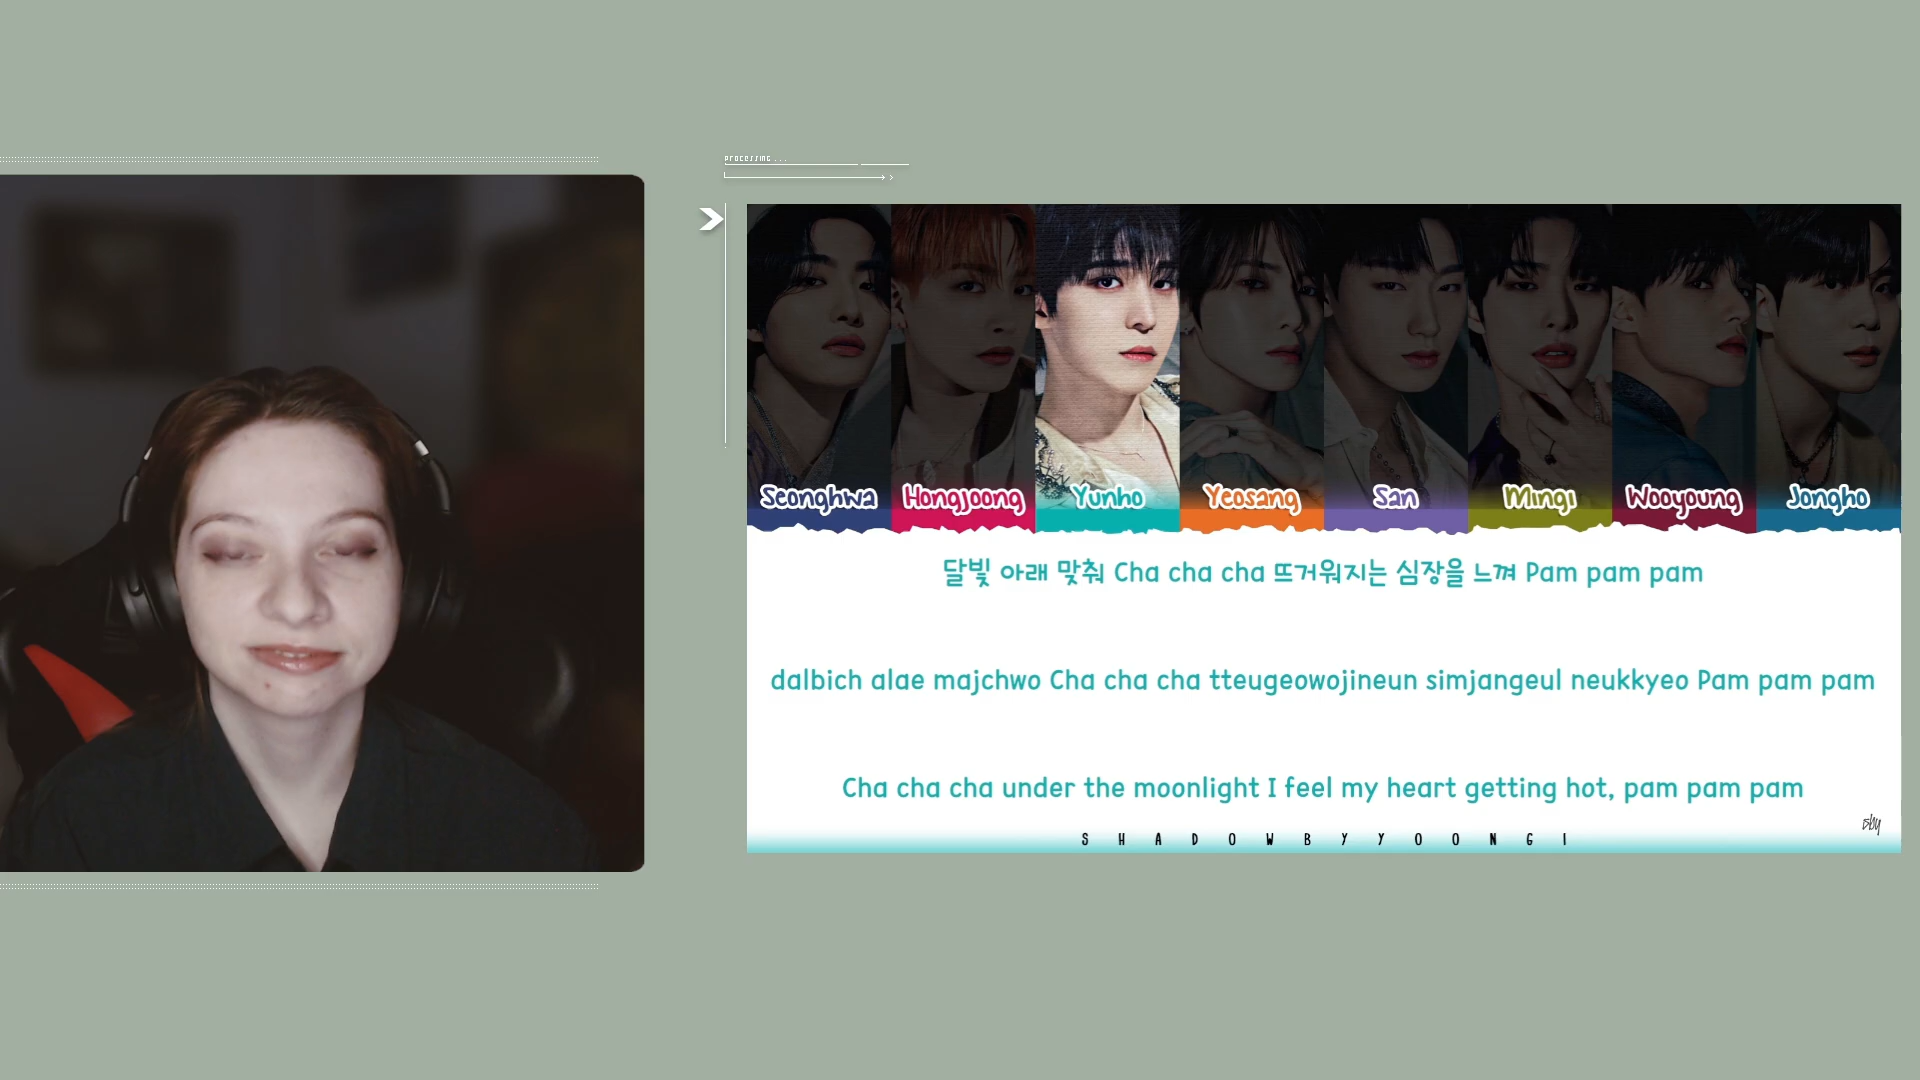 processing ...
Seonghwa Hongjoong Yunho Yeosang San Mingi Wooyoung Jongho
달빛 아래 맞춰 Cha cha cha 뜨거워지는 심장을 느껴 Pam pam pam
dalbich alae majchwo Cha cha cha tteugeowojineun simjangeul neukkyeo Pam pam pam
Cha cha cha under the moonlight I feel my heart getting hot, pam pam pam
sby
S H A D O W B Y Y O O N G I